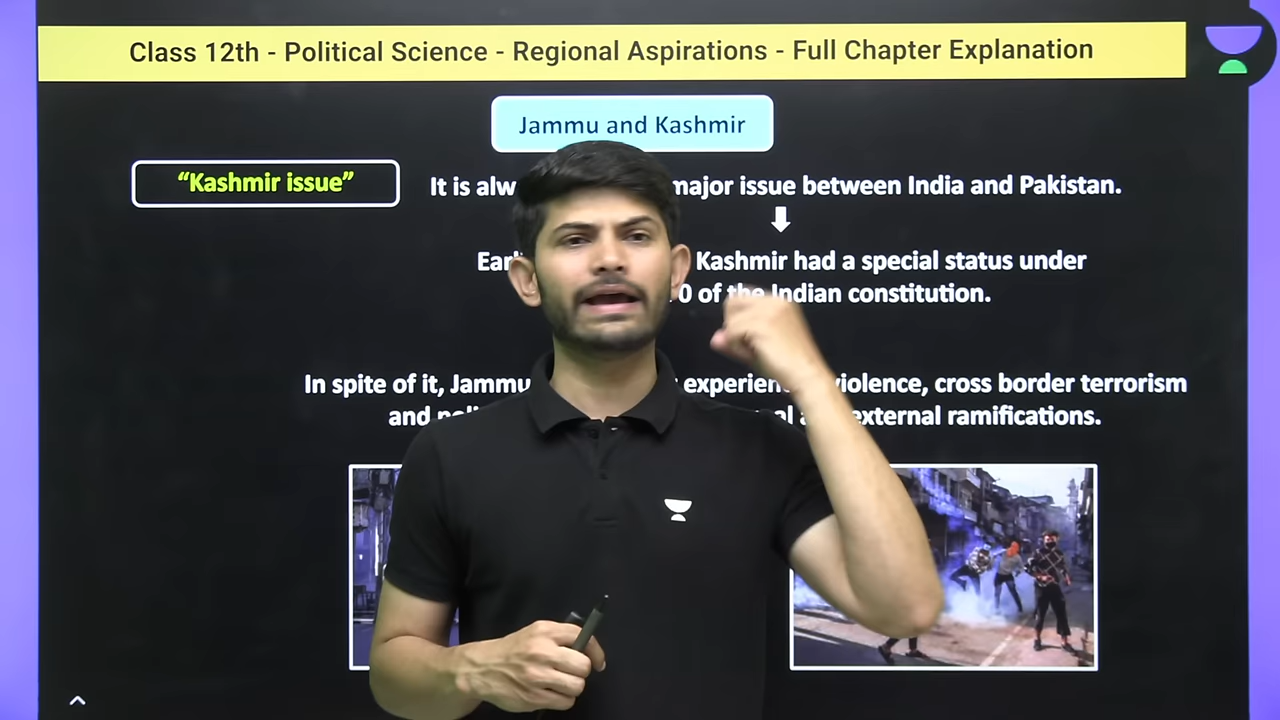 Class 12th - Political Science - Regional Aspirations - Full Chapter Explanation
Jammu and Kashmir
“Kashmir issue”
It is major issue between India and Pakistan.
Kashmir had a special status under
0 of the Indian constitution.
In spite of it, Jammu violence, cross border terrorism
and external ramifications.